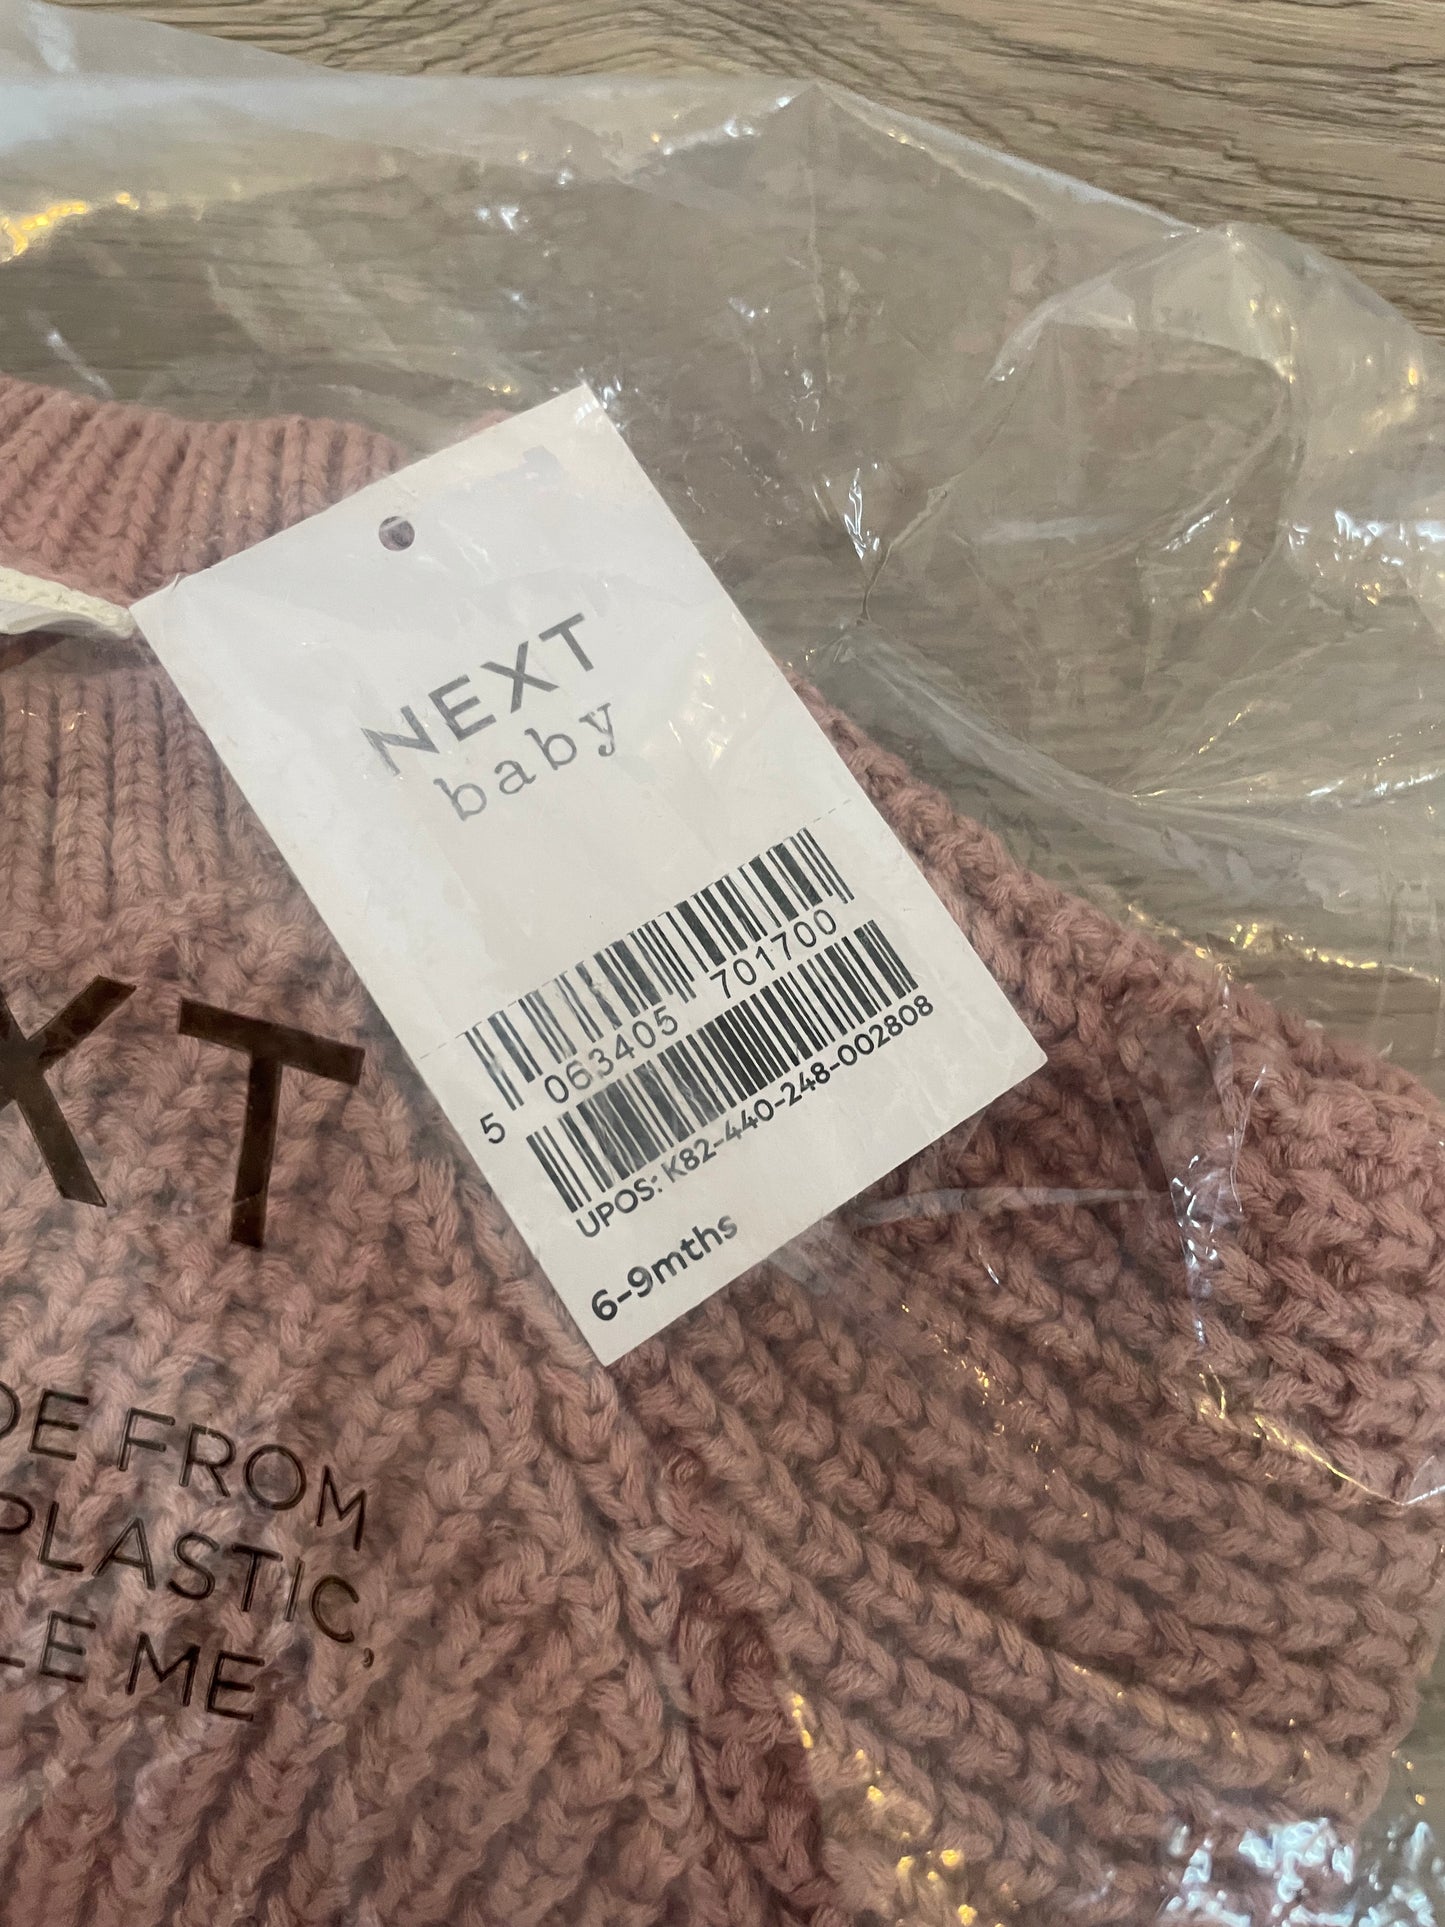 NEXT
baby
5 063405 701700
UPOS: K82-440-248-002808
6-9mths
XT
DE FROM
PLASTIC,
LE ME